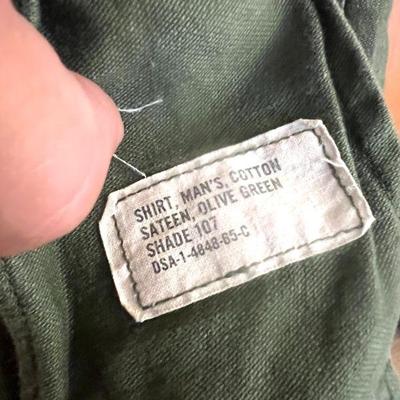 SHIRT, MAN'S, COTTON
SATEEN, OLIVE GREEN
SHADE 107
DSA-1-4848-65-C